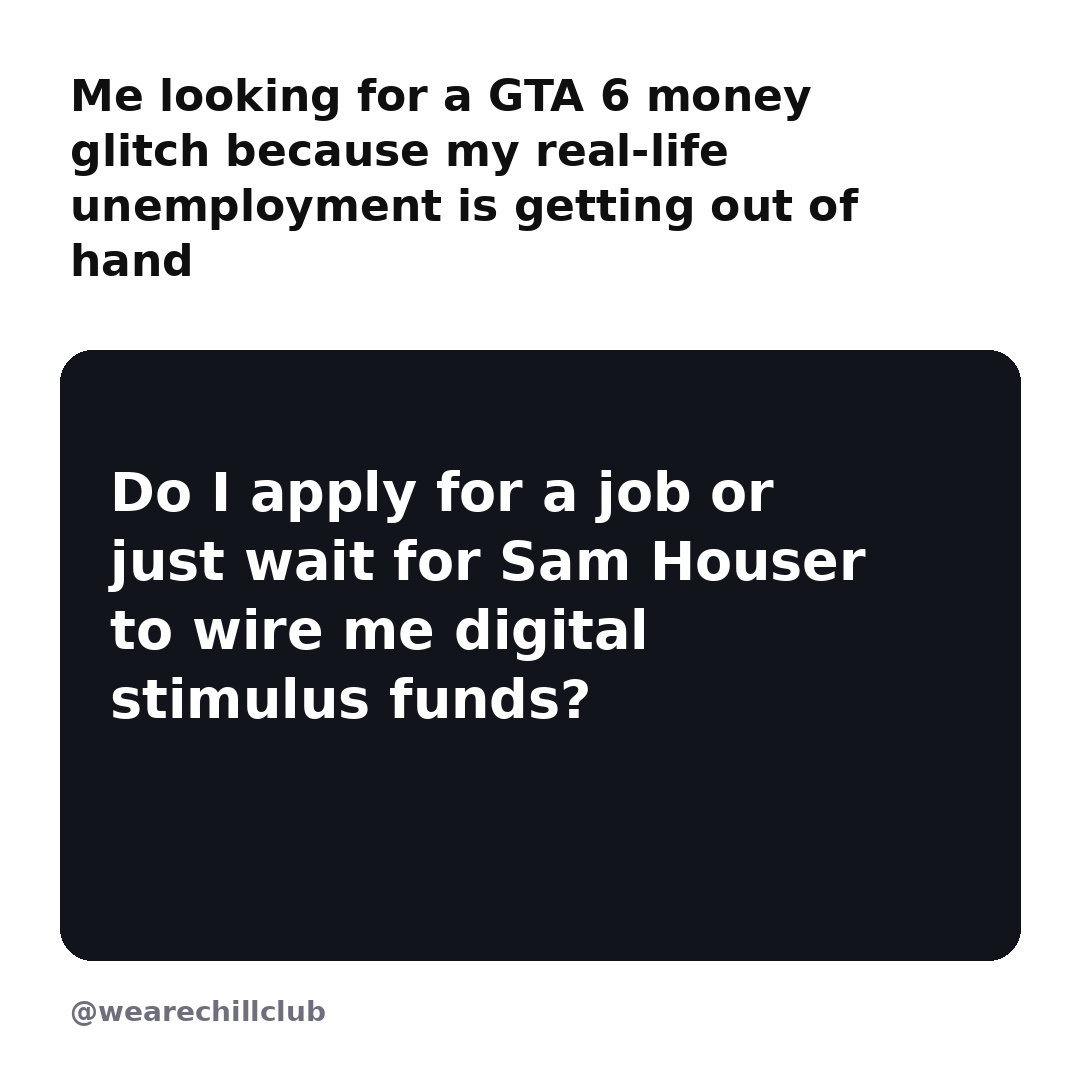 Me looking for a GTA 6 money
glitch because my real-life
unemployment is getting out of
hand
Do I apply for a job or
just wait for Sam Houser
to wire me digital
stimulus funds?
@wearechillclub